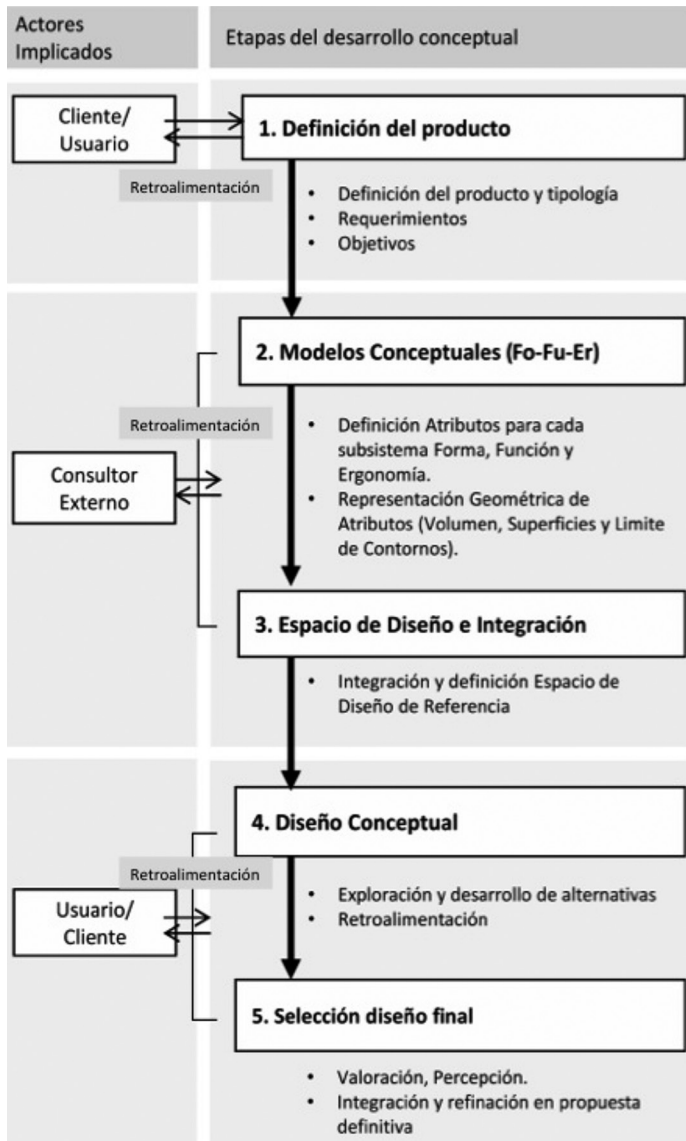 Actores
Implicados
Etapas del desarrollo conceptual
Cliente/
Usuario
1. Definición del producto
Retroalimentación
• Definición del producto y tipología
• Requerimientos
• Objetivos
2. Modelos Conceptuales (Fo-Fu-Er)
Retroalimentación
• Definición Atributos para cada
subsistema Forma, Función y
Ergonomía.
• Representación Geométrica de
Atributos (Volumen, Superficies y Limite
de Contornos).
Consultor
Externo
3. Espacio de Diseño e Integración
• Integración y definición Espacio de
Diseño de Referencia
4. Diseño Conceptual
Retroalimentación
• Exploración y desarrollo de alternativas
• Retroalimentación
Usuario/
Cliente
5. Selección diseño final
• Valoración, Percepción.
• Integración y refinación en propuesta
definitiva